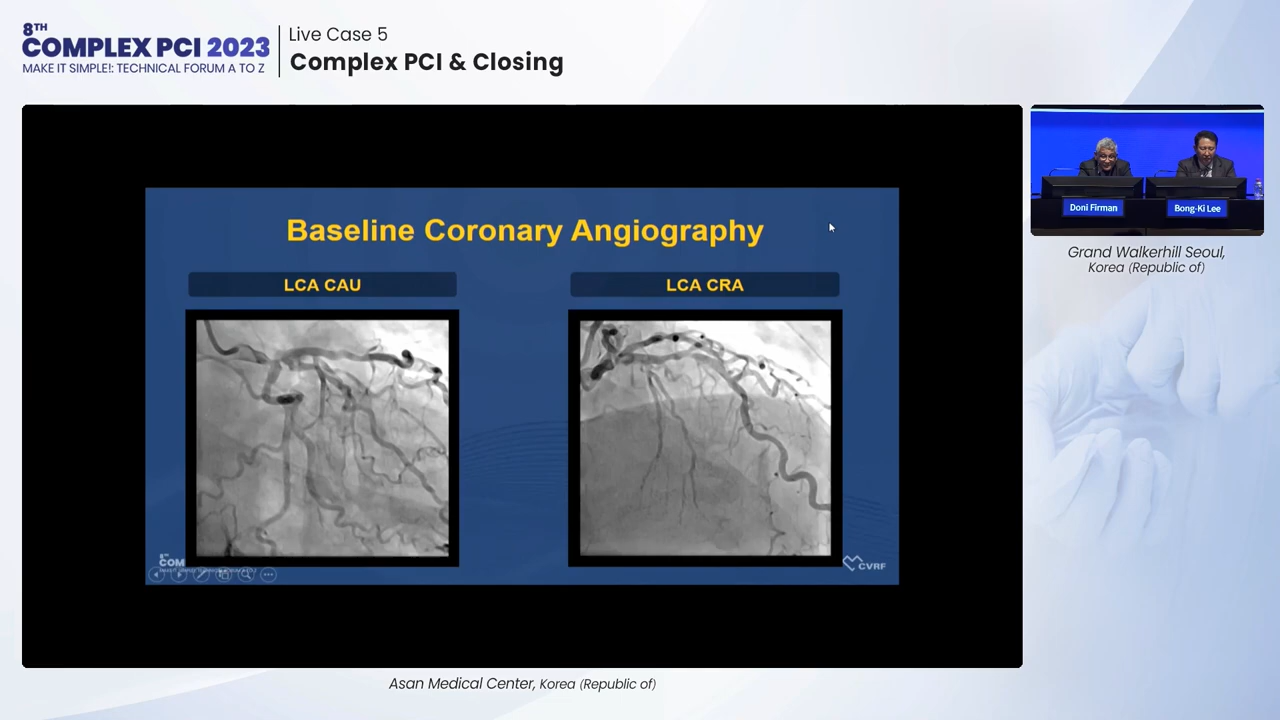 8TH
COMPLEX PCI 2023
MAKE IT SIMPLE!: TECHNICAL FORUM A TO Z
Live Case 5
Complex PCI & Closing
Baseline Coronary Angiography
LCA CAU
LCA CRA
8TH
COM
CVRF
Doni Firman
Bong-Ki Lee
Grand Walkerhill Seoul,
Korea (Republic of)
Asan Medical Center, Korea (Republic of)